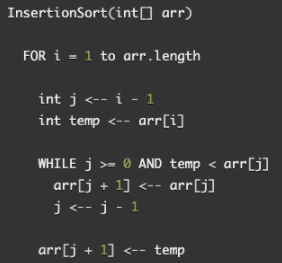 InsertionSort(int[] arr)
FOR i = 1 to arr.length
int j <-- i - 1
int temp <-- arr[i]
WHILE j >= 0 AND temp < arr[j]
arr[j + 1] <-- arr[j]
j <-- j - 1
arr[j + 1] <-- temp